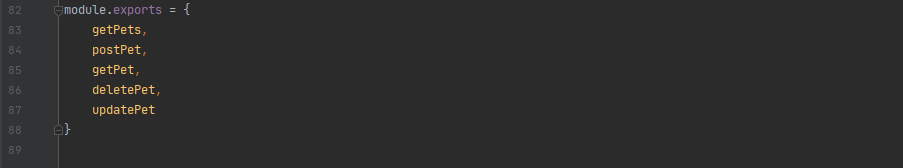 82 module.exports = {
83 getPets,
84 postPet,
85 getPet,
86 deletePet,
87 updatePet
88 }
89